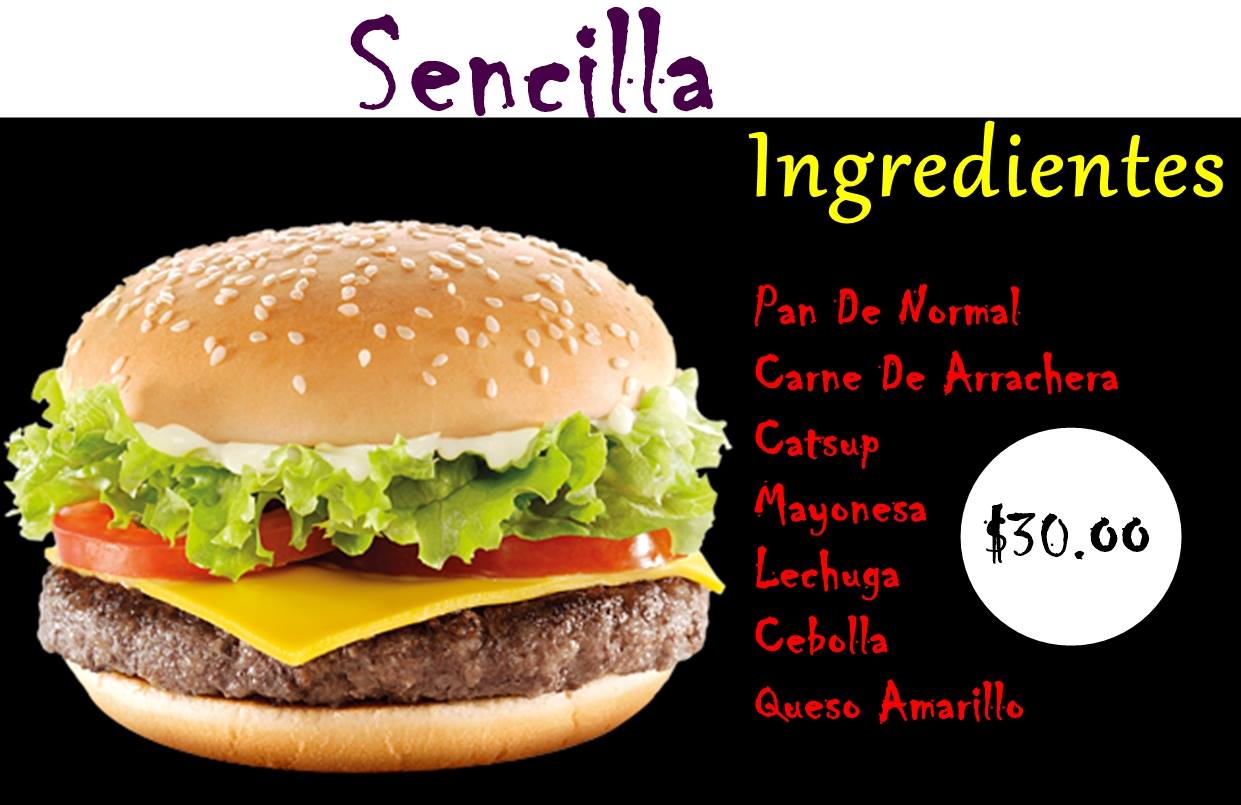 Sencilla
Ingredientes
Pan De Normal
Carne De Arrachera
Catsup
Mayonesa
$30.00
Lechuga
Cebolla
Queso Amarillo